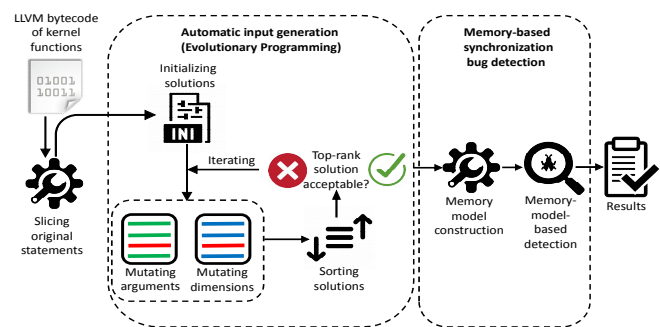 LLVM bytecode
of kernel
functions
01001
10011
Slicing
original
statements
Automatic input generation
(Evolutionary Programming)
Initializing
solutions
INI
Iterating
Top-rank
solution
acceptable?
Mutating
arguments
Mutating
dimensions
Sorting
solutions
Memory-based
synchronization
bug detection
Memory
model
construction
Memory-
model-
based
detection
Results